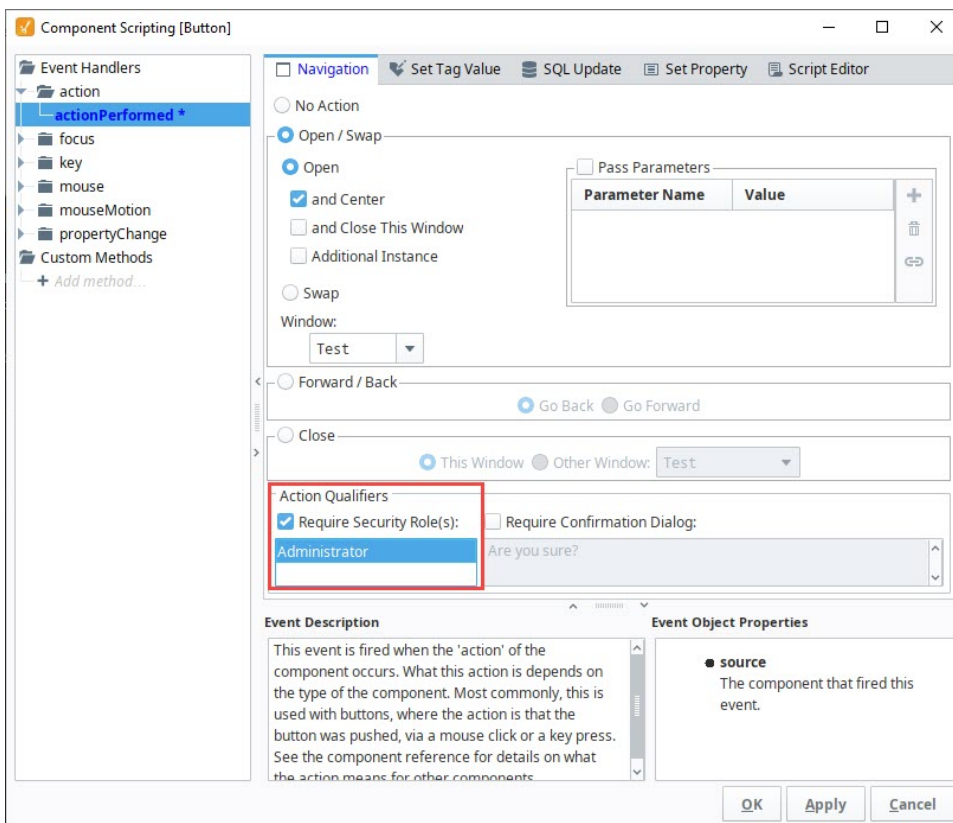 Component Scripting [Button]
Event Handlers
action
actionPerformed *
focus
key
mouse
mouseMotion
propertyChange
Custom Methods
Add method...
Navigation
Set Tag Value
SQL Update
Set Property
Script Editor
No Action
Open / Swap
Open
and Center
and Close This Window
Additional Instance
Swap
Window:
Test
Pass Parameters
Parameter Name Value
Forward / Back
Go Back Go Forward
Close
This Window Other Window: Test
Action Qualifiers
Require Security Role(s): Require Confirmation Dialog:
Administrator
Are you sure?
Event Description
This event is fired when the 'action' of the
component occurs. What this action is depends on
the type of the component. Most commonly, this is
used with buttons, where the action is that the
button was pushed, via a mouse click or a key press.
See the component reference for details on what
the action means for other components
Event Object Properties
source
The component that fired this
event.
OK Apply Cancel